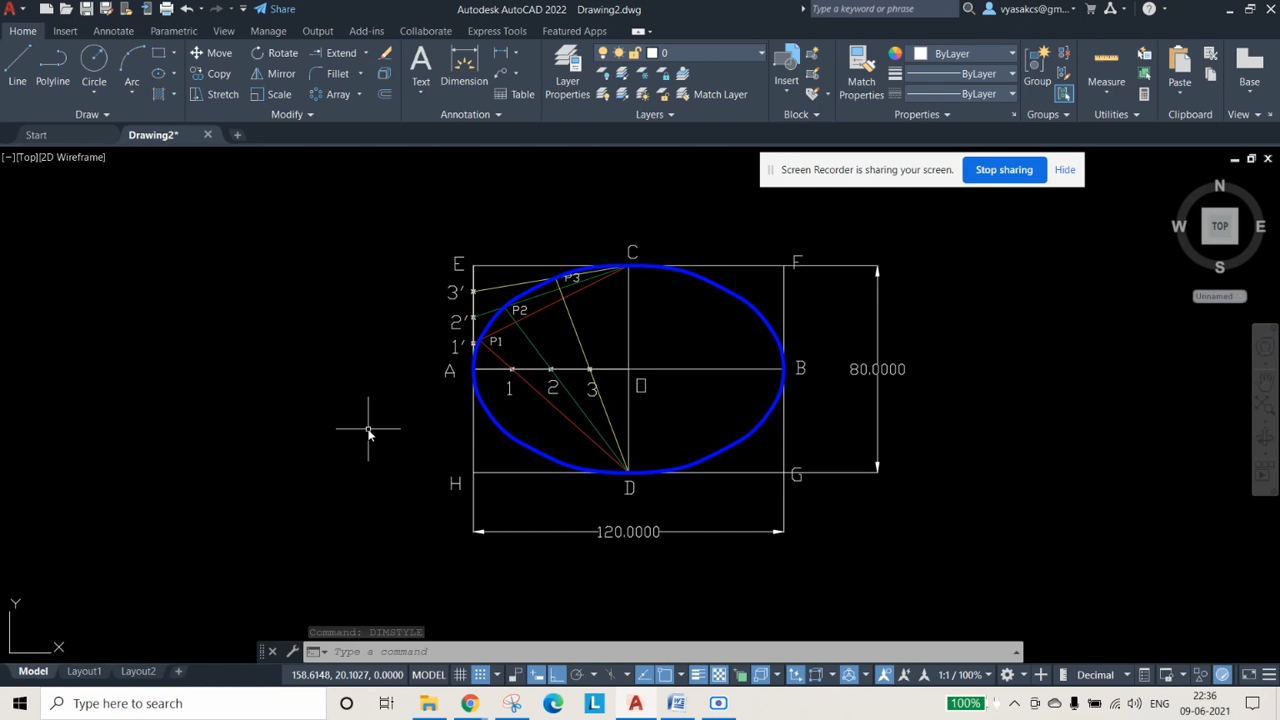 Share
Autodesk AutoCAD 2022 Drawing2.dwg
Type a keyword or phrase
vyasakcs@gm...
Home Insert Annotate Parametric View Manage Output Add-ins Collaborate Express Tools Featured Apps
Line Polyline Circle Arc
Move Rotate Extend
Copy Mirror Fillet
Stretch Scale Array
Text Dimension Table
Layer Properties
0
Match Layer
Insert
Match Properties
ByLayer
ByLayer
ByLayer
Group Measure Paste Base
Draw Modify Annotation Layers Block Properties Groups Utilities Clipboard View
Start Drawing2*
[−][Top][2D Wireframe]
Screen Recorder is sharing your screen. Stop sharing Hide
N
W TOP E
S
Unnamed
C
E F
3' P3
2' P2
1' P1
A B 80.0000
1 2 3 O
H G
D
120.0000
Y
X
Command: DIMSTYLE
Type a command
Model Layout1 Layout2
158.6148, 20.1027, 0.0000 MODEL 1:1 / 100% Decimal
Type here to search
L A W
100% ENG 22:36
09-06-2021